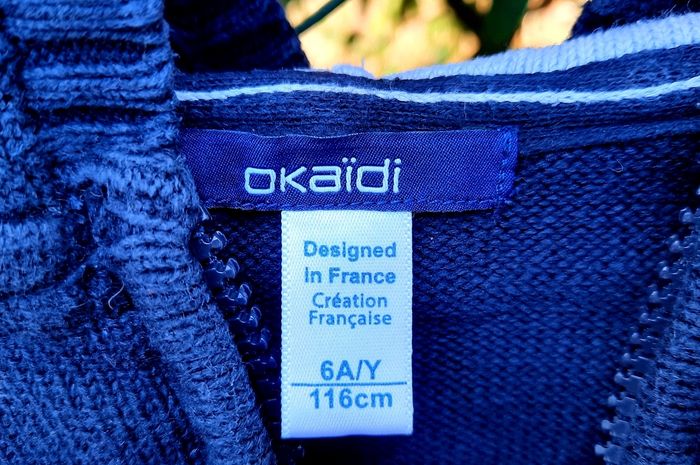 OKaïdi
Designed
in France
Création
Française
6A/Y
116cm